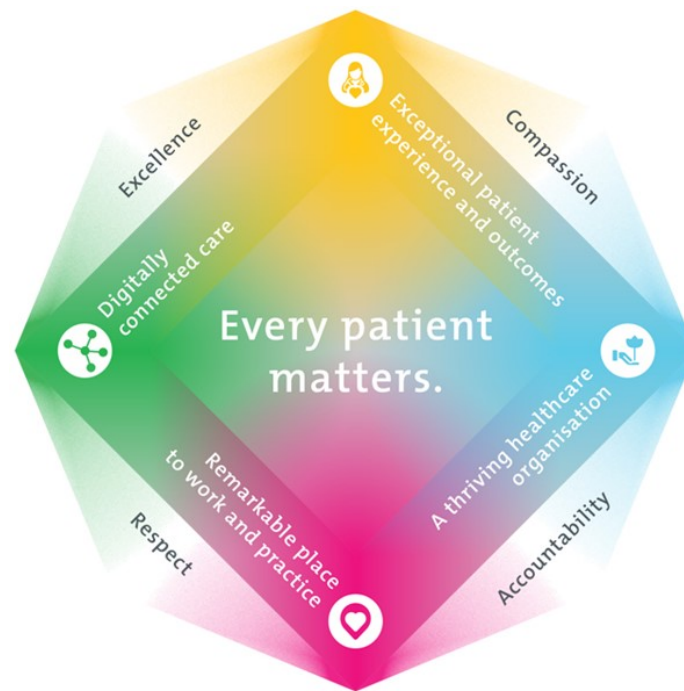 Excellence
Compassion
Exceptional patient
experience and outcomes
Digitally
connected care
Every patient
matters.
A thriving healthcare
organisation
Remarkable place
to work and practice
Respect
Accountability